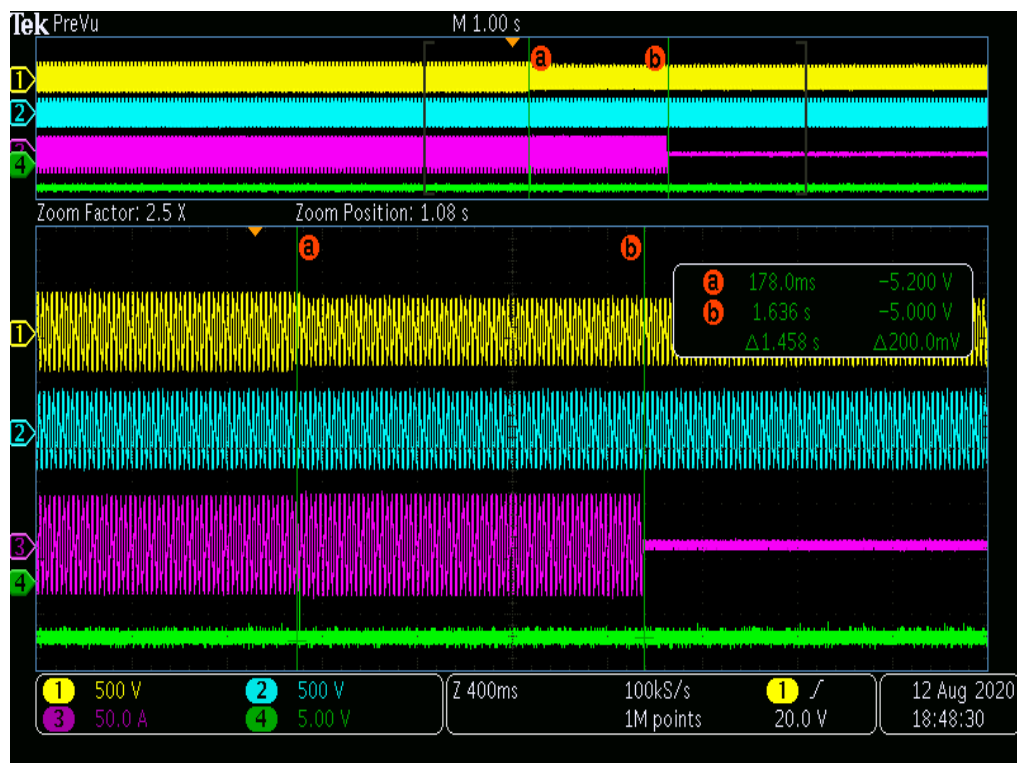 Tek PreVu M 1.00 s
a b
1
2
3
4
Zoom Factor: 2.5 X Zoom Position: 1.08 s
a b
a 178.0ms −5.200 V
b 1.636 s −5.000 V
△1.458 s △200.0mV
1
2
3
4
1 500 V 2 500 V Z 400ms 100kS/s 1 12 Aug 2020
3 50.0 A 4 5.00 V 1M points 20.0 V 18:48:30